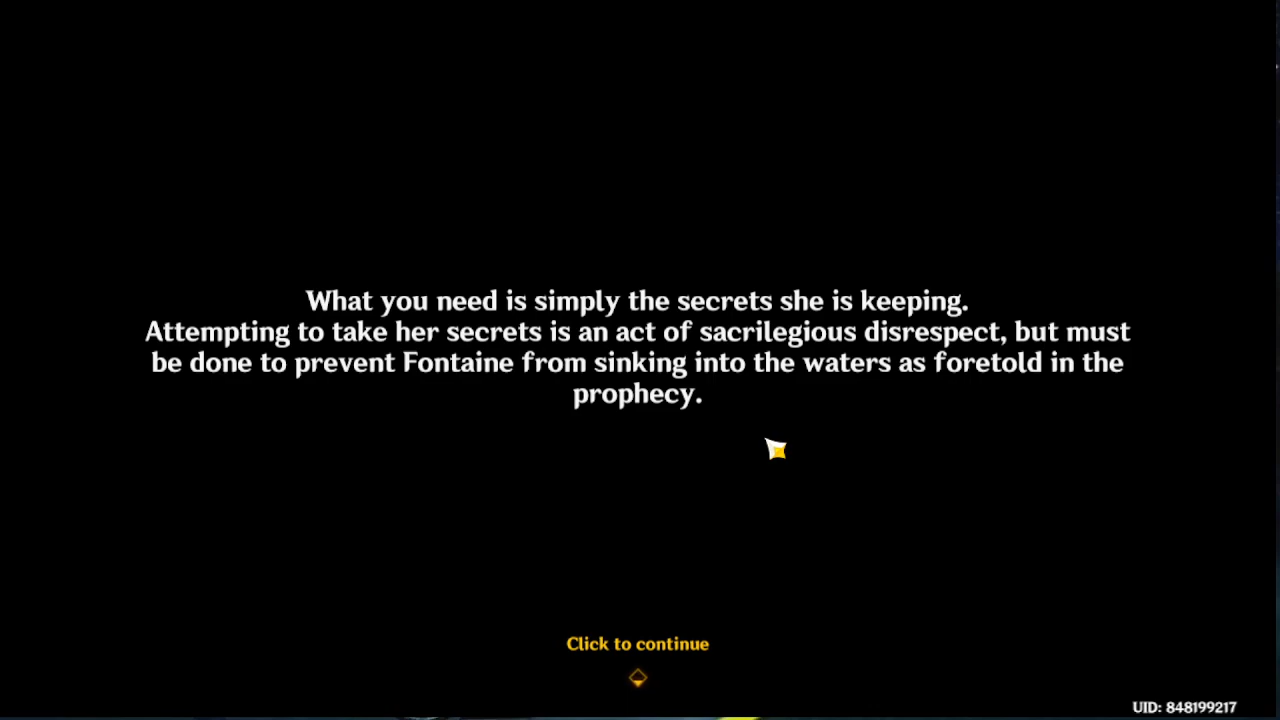 What you need is simply the secrets she is keeping.
Attempting to take her secrets is an act of sacrilegious disrespect, but must
be done to prevent Fontaine from sinking into the waters as foretold in the
prophecy.
Click to continue
UID: 848199217